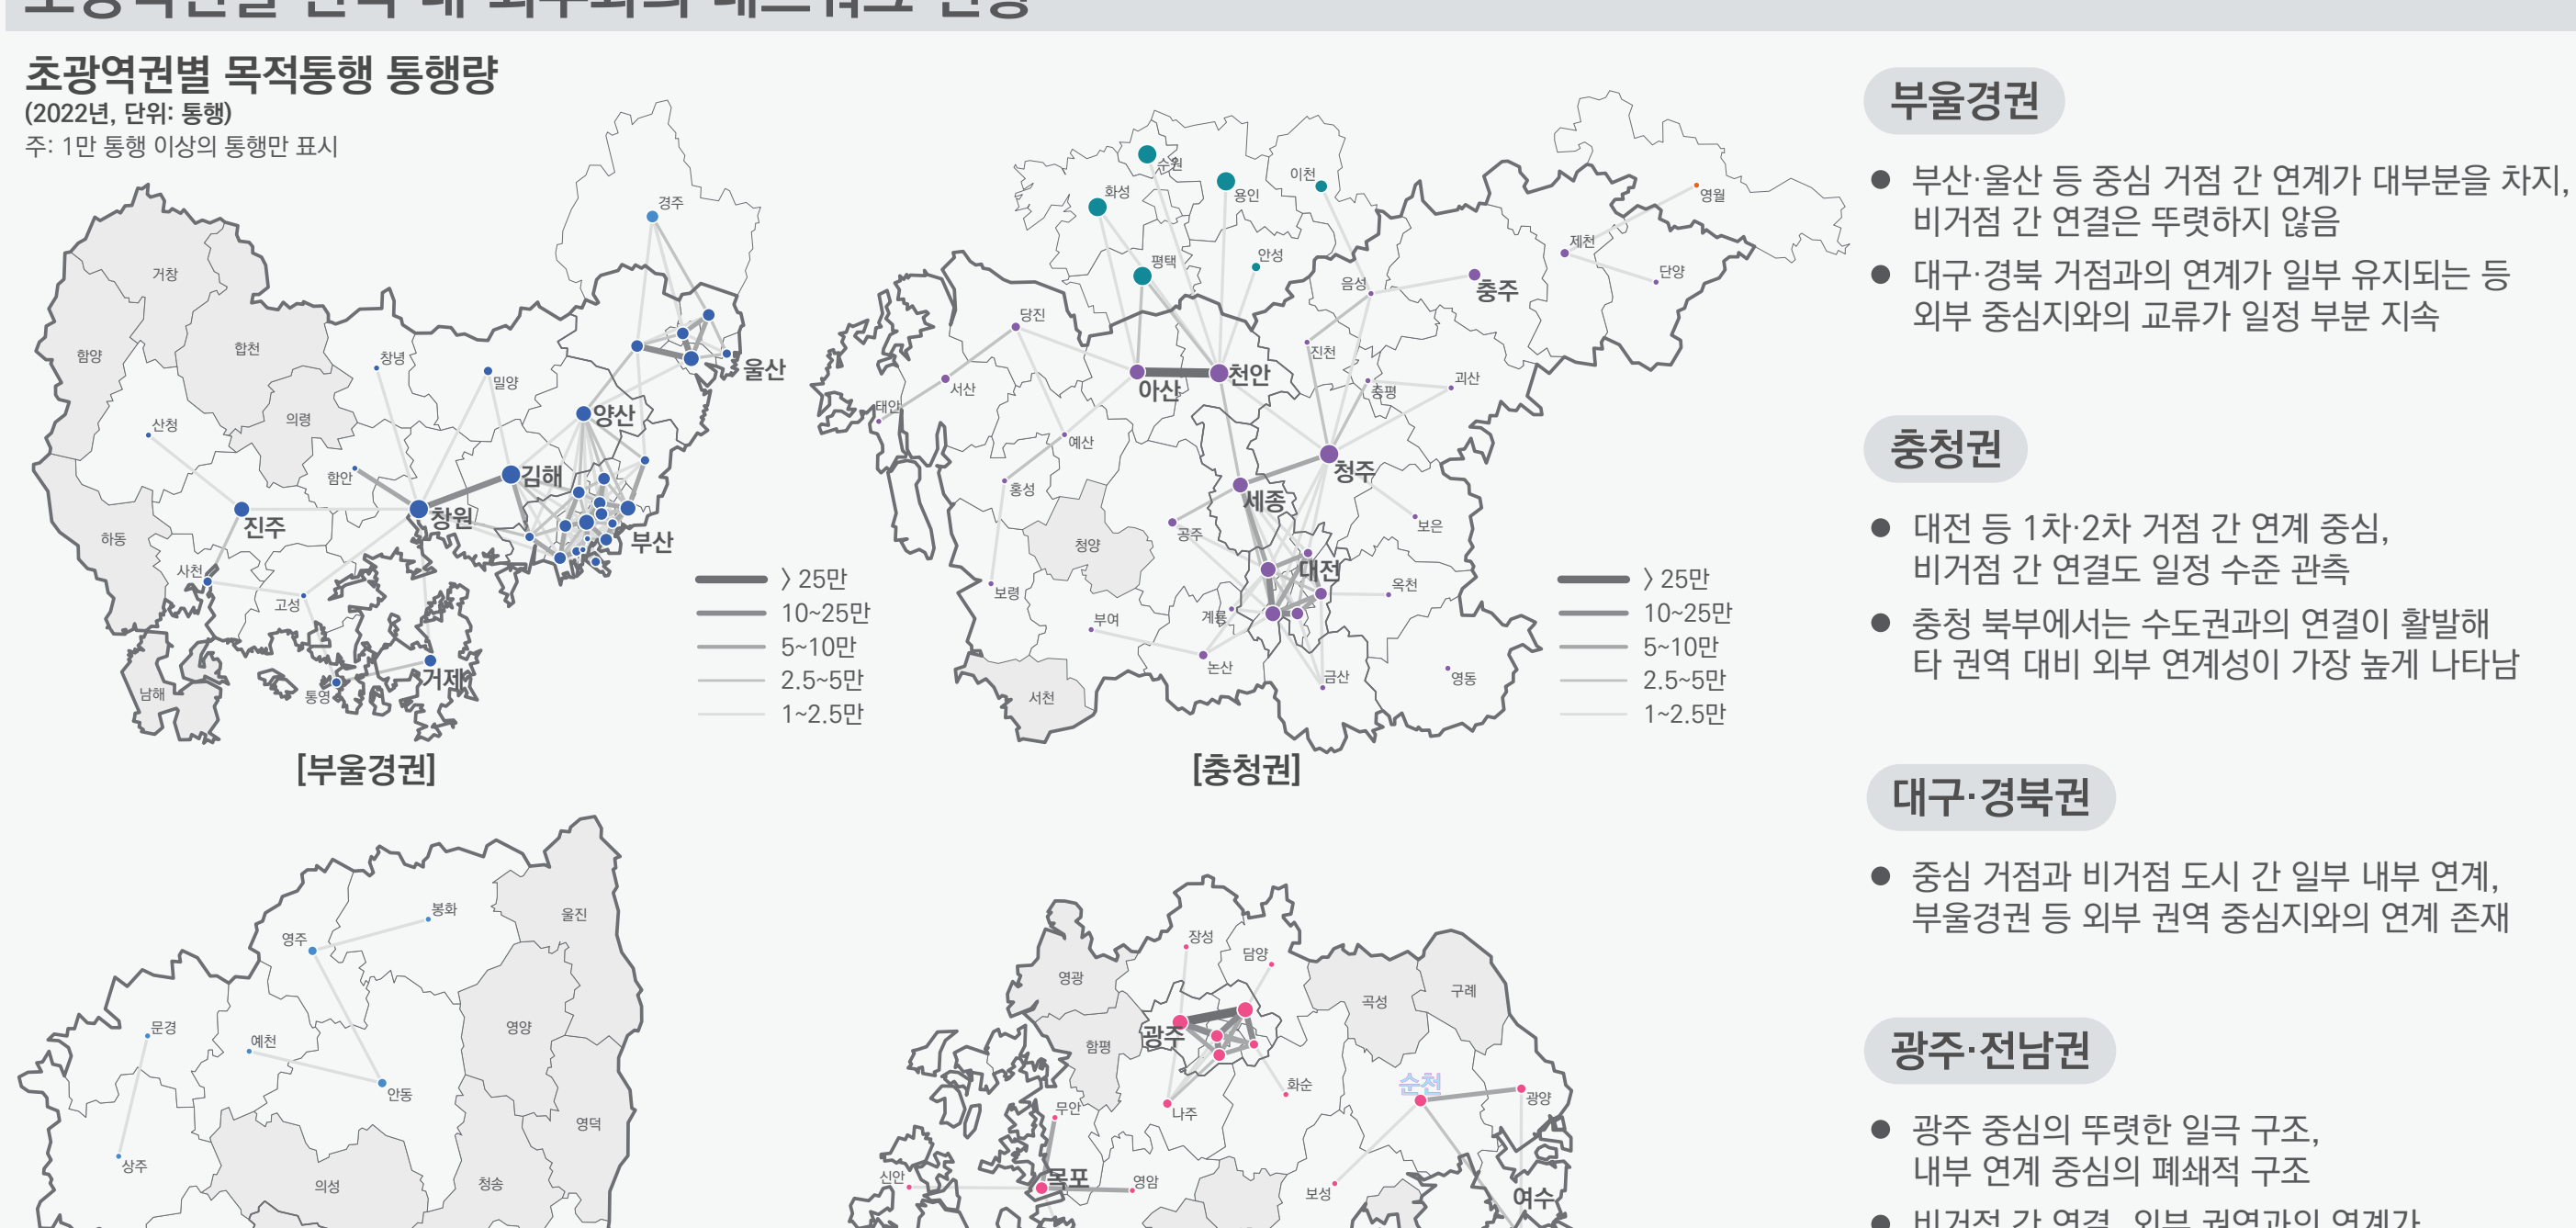 초광역권별 목적통행 통행량
(2022년, 단위: 통행)
주: 1만 통행 이상의 통행만 표시
거창
함양
합천
의령
산청
하동
남해
창녕
밀양
함안
진주
사천
고성
통영
거제
창원
김해
양산
부산
울산
경주
〉25만
10~25만
5~10만
2.5~5만
1~2.5만
[부울경권]
수원
화성
용인
이천
평택
안성
영월
제천
단양
음성
충주
당진
서산
태안
아산
천안
진천
증평
괴산
예산
홍성
청양
보령
공주
세종
청주
보은
대전
옥천
계룡
부여
논산
금산
영동
서천
〉25만
10~25만
5~10만
2.5~5만
1~2.5만
[충청권]
봉화
울진
영주
문경
예천
영양
안동
영덕
상주
의성
청송
장성
담양
영광
곡성
구례
함평
광주
화순
순천
광양
나주
무안
신안
목포
영암
보성
여수
부울경권
● 부산·울산 등 중심 거점 간 연계가 대부분을 차지,
비거점 간 연결은 뚜렷하지 않음
● 대구·경북 거점과의 연계가 일부 유지되는 등
외부 중심지와의 교류가 일정 부분 지속
충청권
● 대전 등 1차·2차 거점 간 연계 중심,
비거점 간 연결도 일정 수준 관측
● 충청 북부에서는 수도권과의 연결이 활발해
타 권역 대비 외부 연계성이 가장 높게 나타남
대구·경북권
● 중심 거점과 비거점 도시 간 일부 내부 연계,
부울경권 등 외부 권역 중심지와의 연계 존재
광주·전남권
● 광주 중심의 뚜렷한 일극 구조,
내부 연계 중심의 폐쇄적 구조
● 비거점 간 연결, 외부 권역과의 연계가